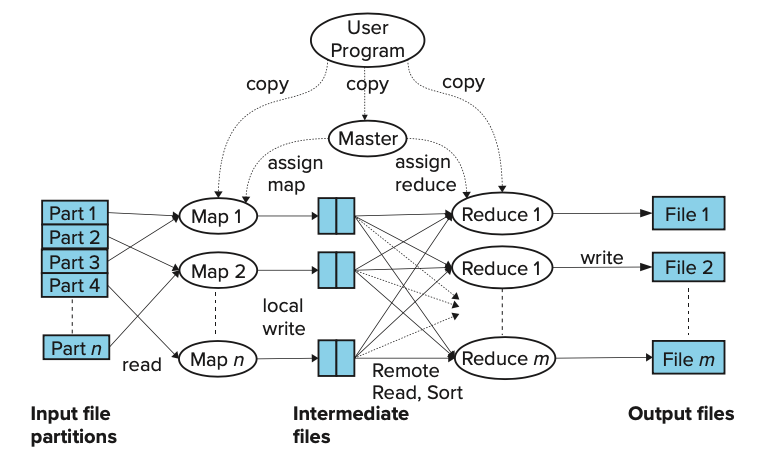 User
Program
copy
copy
copy
Master
assign
map
assign
reduce
Part 1
Part 2
Part 3
Part 4
Part n
Map 1
Map 2
Map n
read
local
write
Remote
Read, Sort
Reduce 1
Reduce 1
Reduce m
write
File 1
File 2
File m
Input file
partitions
Intermediate
files
Output files